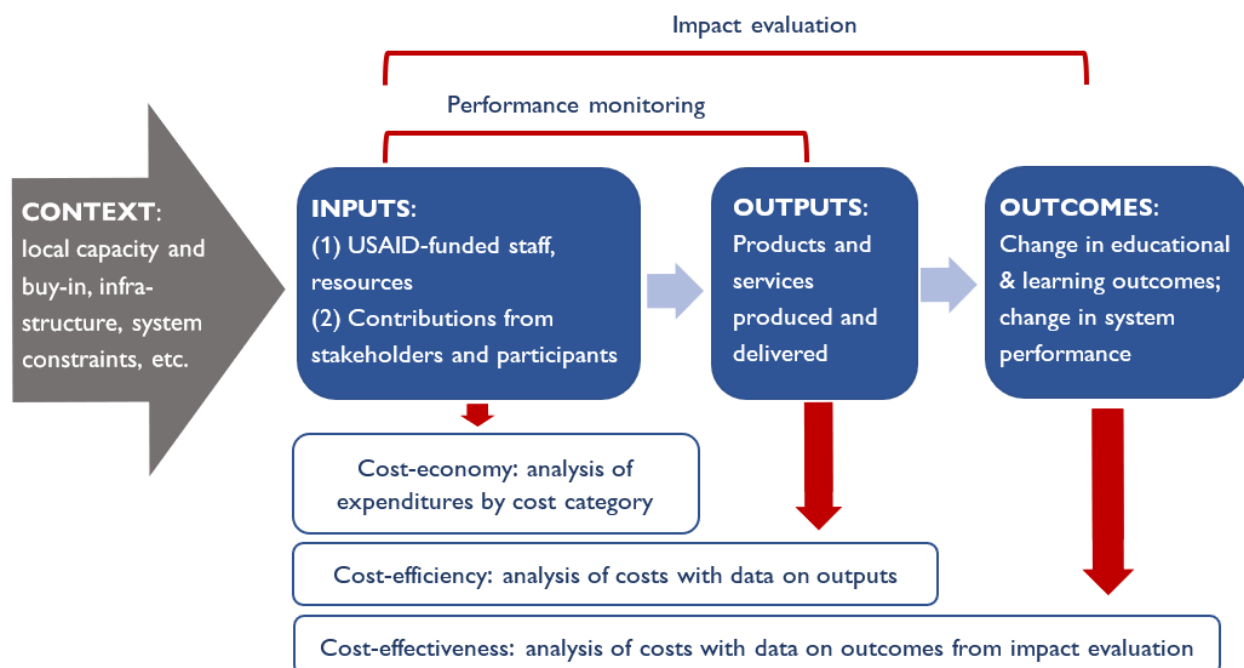 Impact evaluation
Performance monitoring
CONTEXT:
local capacity and
buy-in, infra-
structure, system
constraints, etc.
INPUTS:
(1) USAID-funded staff,
resources
(2) Contributions from
stakeholders and participants
OUTPUTS:
Products and
services
produced and
delivered
OUTCOMES:
Change in educational
& learning outcomes;
change in system
performance
Cost-economy: analysis of
expenditures by cost category
Cost-efficiency: analysis of costs with data on outputs
Cost-effectiveness: analysis of costs with data on outcomes from impact evaluation